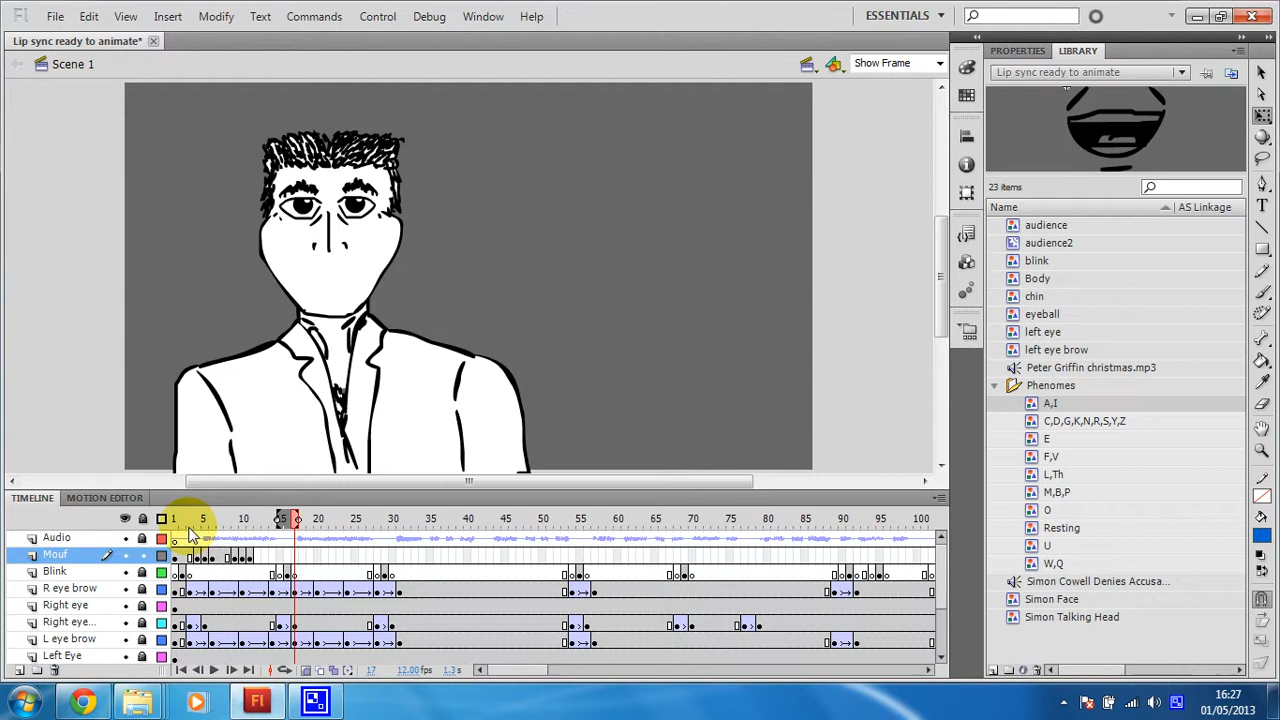 Fl File Edit View Insert Modify Text Commands Control Debug Window Help ESSENTIALS
Lip sync ready to animate*
Scene 1
Show Frame
PROPERTIES LIBRARY
Lip sync ready to animate
23 items
Name AS Linkage
audience
audience2
blink
Body
chin
eyeball
left eye
left eye brow
Peter Griffin christmas.mp3
Phenomes
A,I
C,D,G,K,N,R,S,Y,Z
E
F,V
L,Th
M,B,P
O
Resting
U
W,Q
Simon Cowell Denies Accusa...
Simon Face
Simon Talking Head
TIMELINE MOTION EDITOR
1 5 10 5 20 25 30 35 40 45 50 55 60 65 70 75 80 85 90 95 100
Audio
Mouf
Blink
R eye brow
Right eye
Right eye...
L eye brow
Left Eye
17 12.00 fps 1.3 s
Fl
16:27
01/05/2013